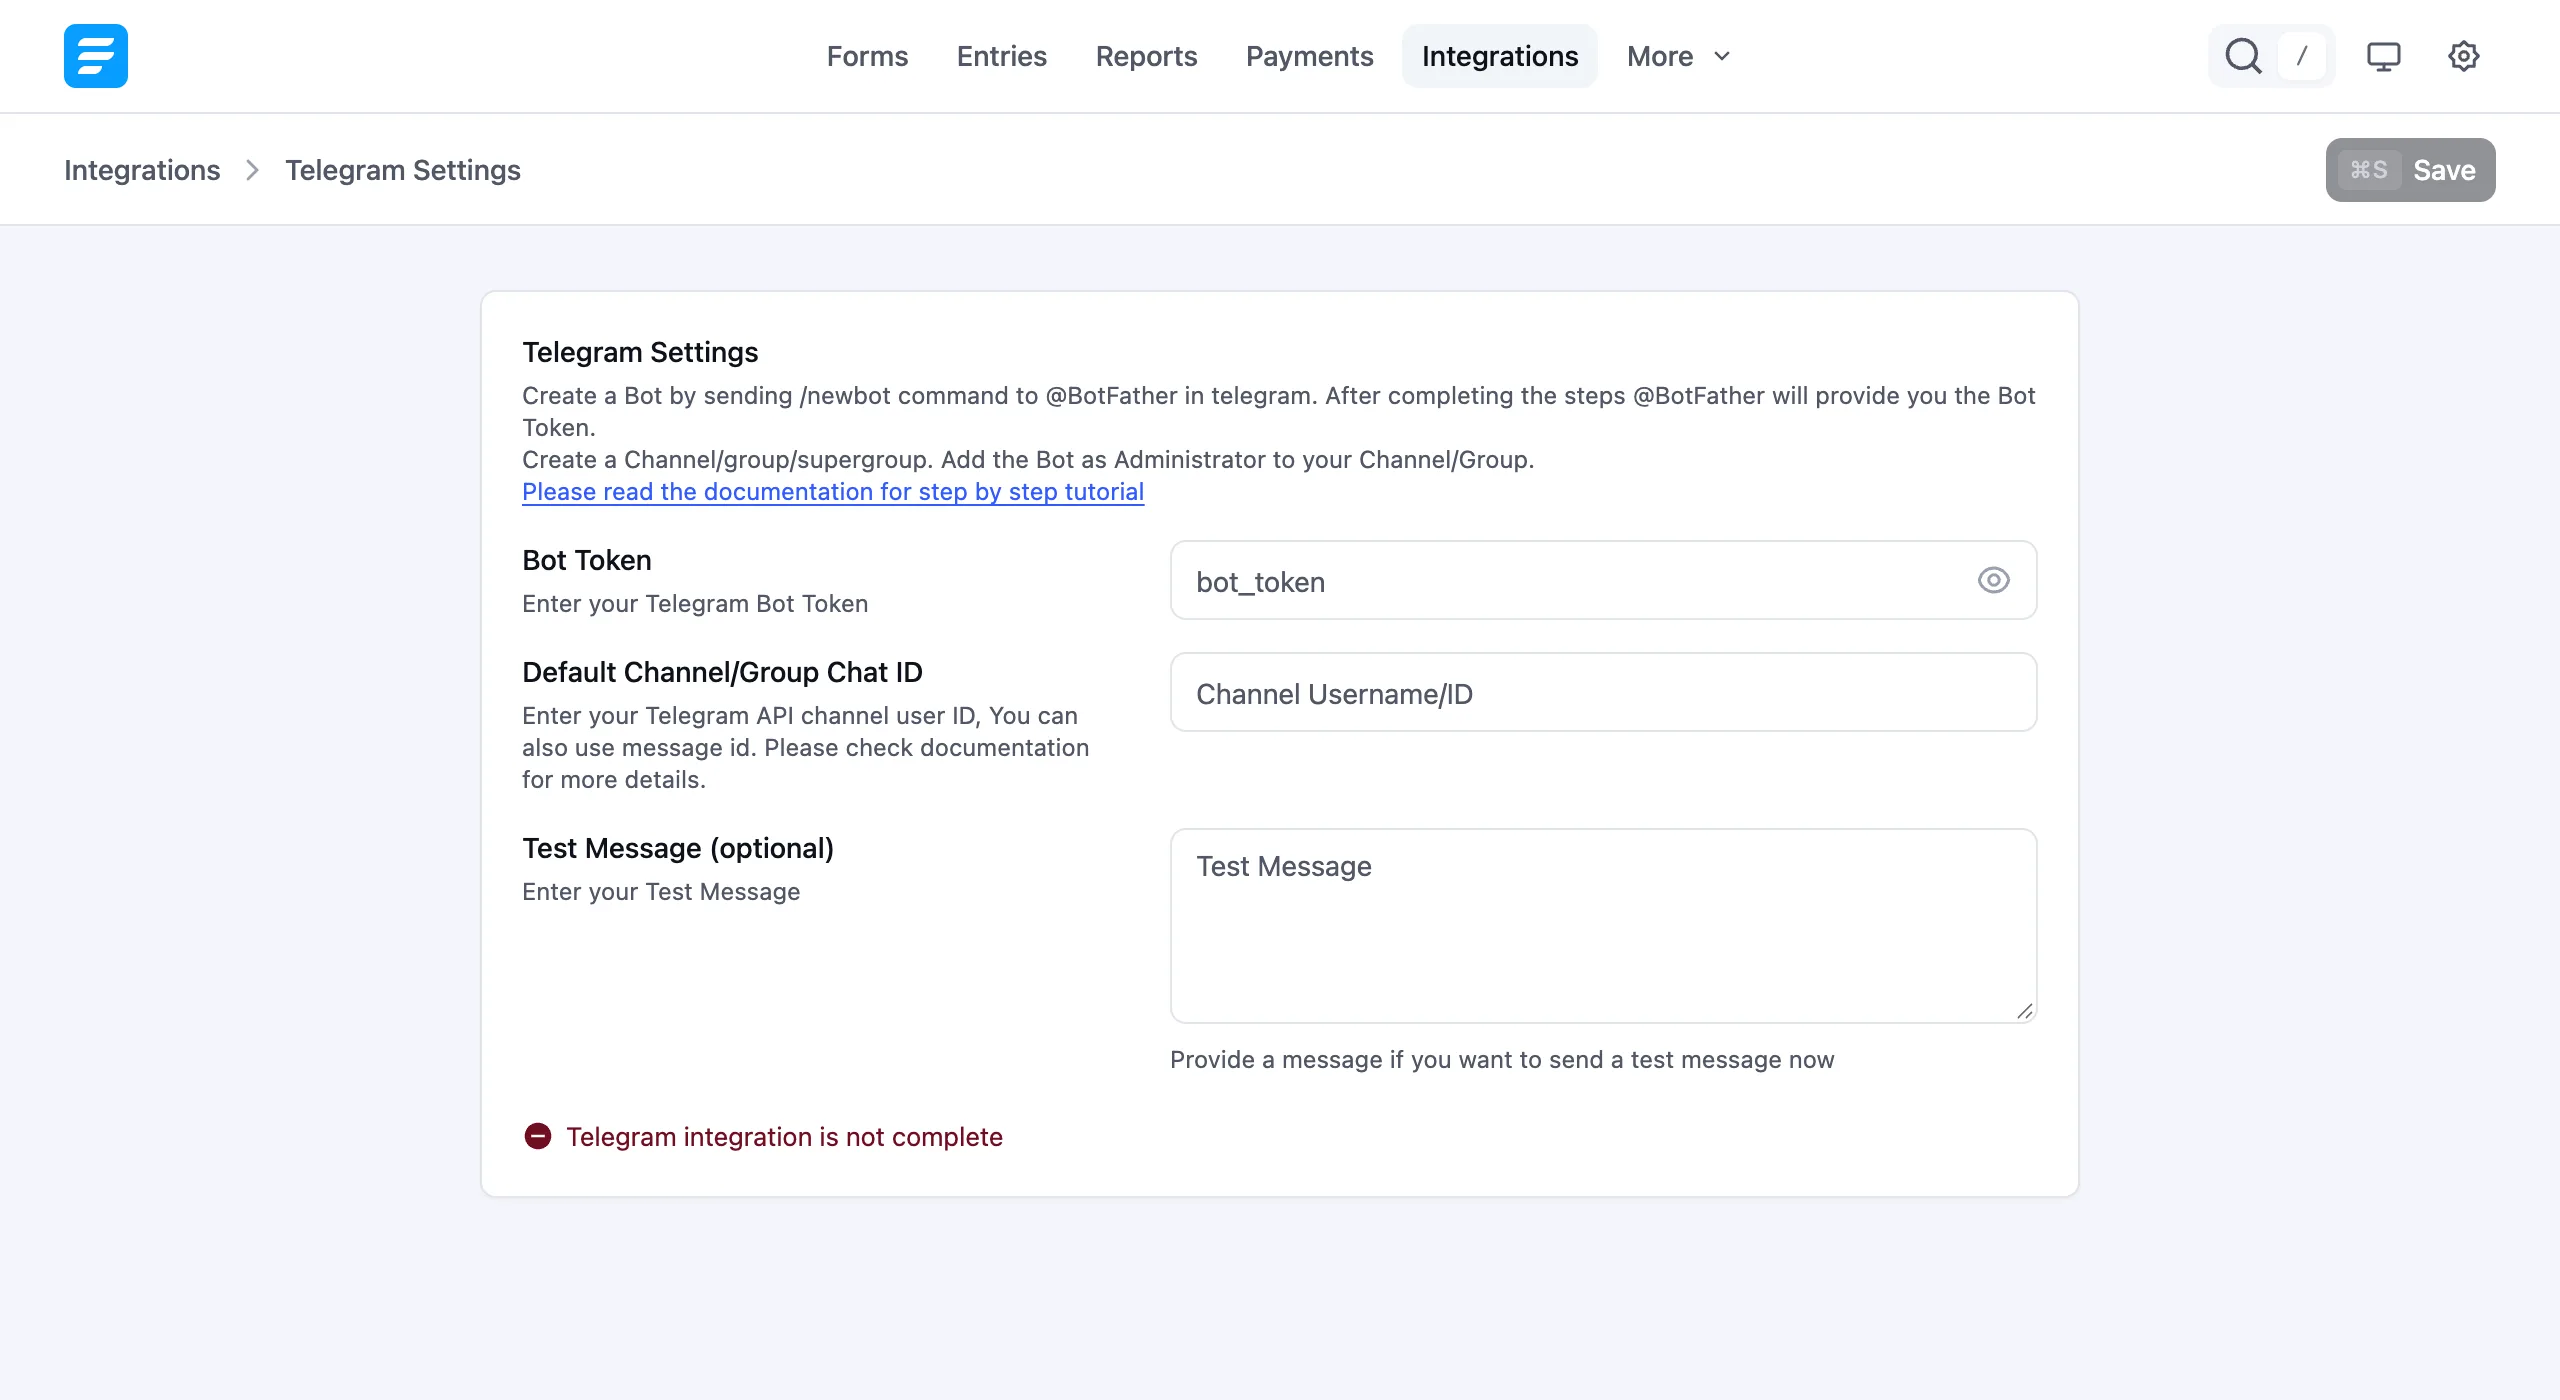 Forms Entries Reports Payments Integrations More /
Integrations Telegram Settings ⌘S Save
Telegram Settings
Create a Bot by sending /newbot command to @BotFather in telegram. After completing the steps @BotFather will provide you the Bot
Token.
Create a Channel/group/supergroup. Add the Bot as Administrator to your Channel/Group.
Please read the documentation for step by step tutorial
Bot Token
Enter your Telegram Bot Token
bot_token
Default Channel/Group Chat ID
Enter your Telegram API channel user ID, You can
also use message id. Please check documentation
for more details.
Channel Username/ID
Test Message (optional)
Enter your Test Message
Test Message
Provide a message if you want to send a test message now
Telegram integration is not complete